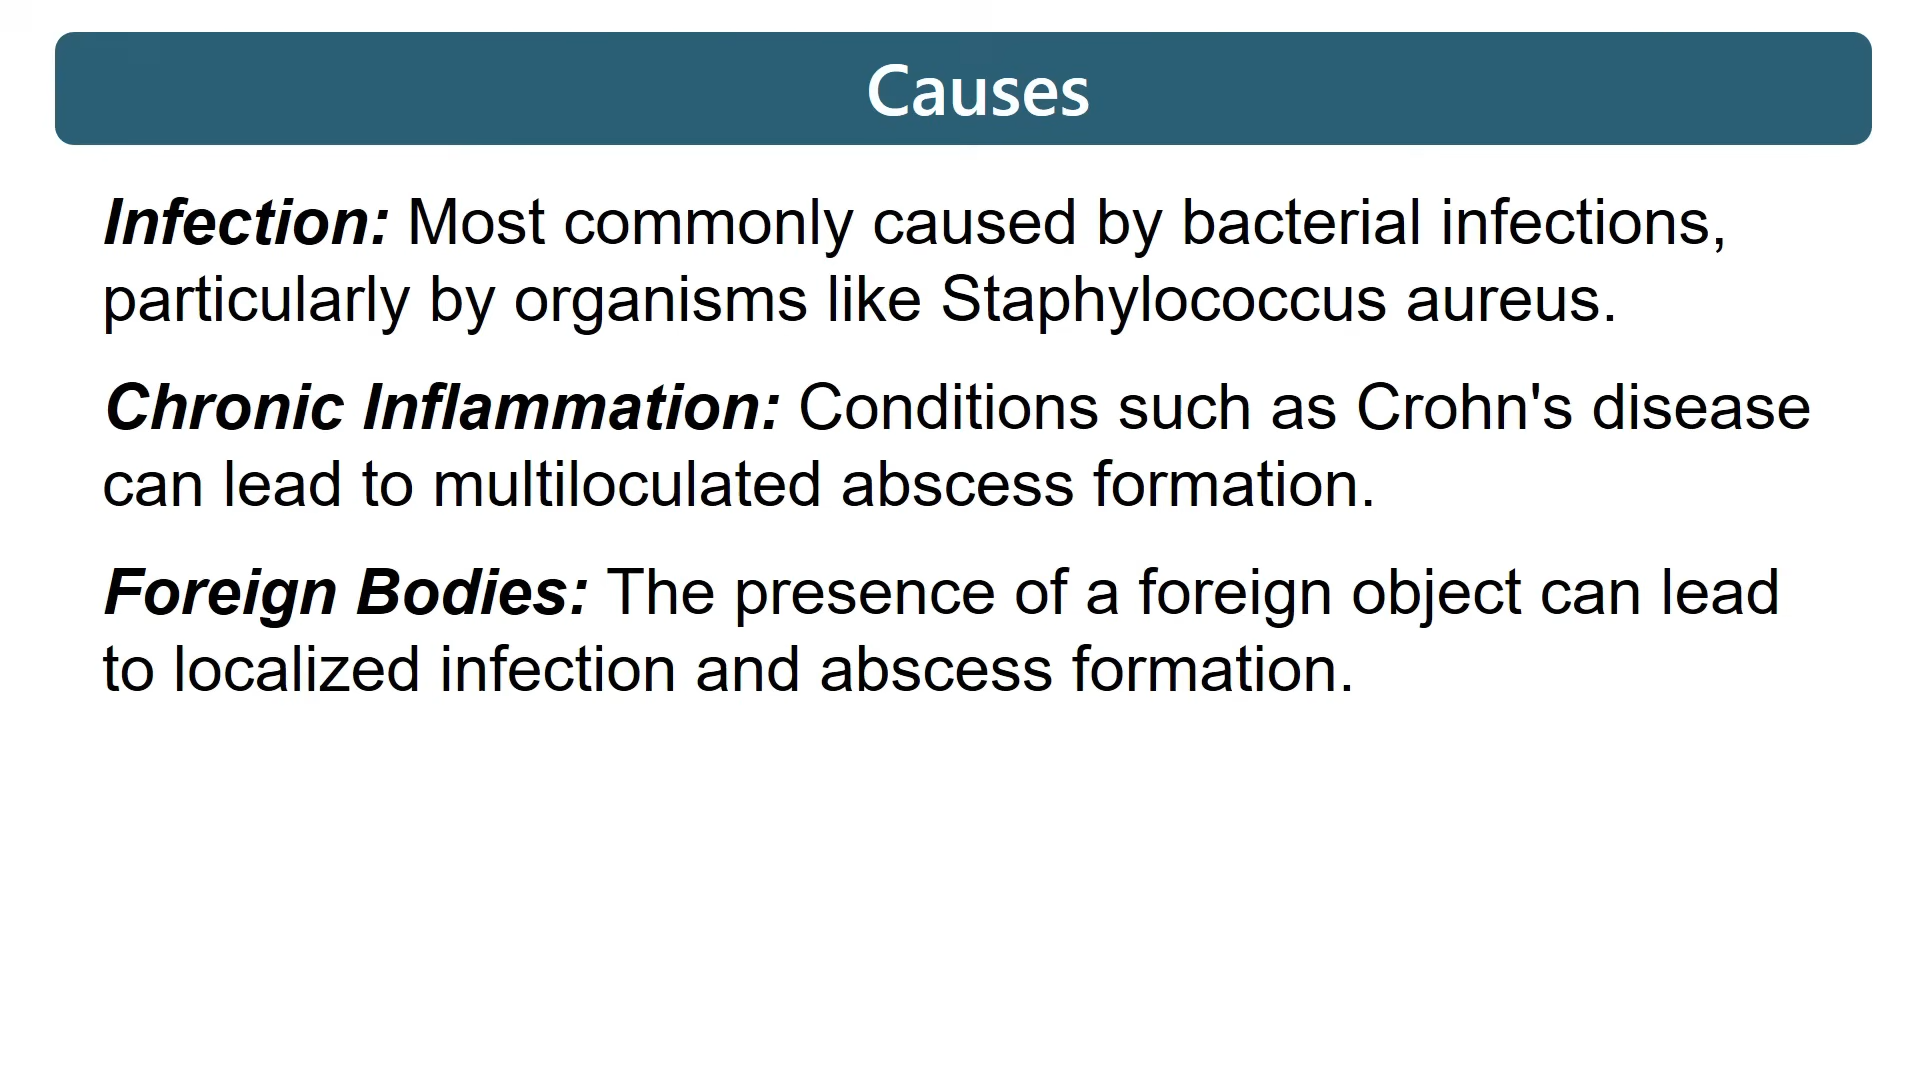 Causes
Infection: Most commonly caused by bacterial infections,
particularly by organisms like Staphylococcus aureus.
Chronic Inflammation: Conditions such as Crohn's disease
can lead to multiloculated abscess formation.
Foreign Bodies: The presence of a foreign object can lead
to localized infection and abscess formation.